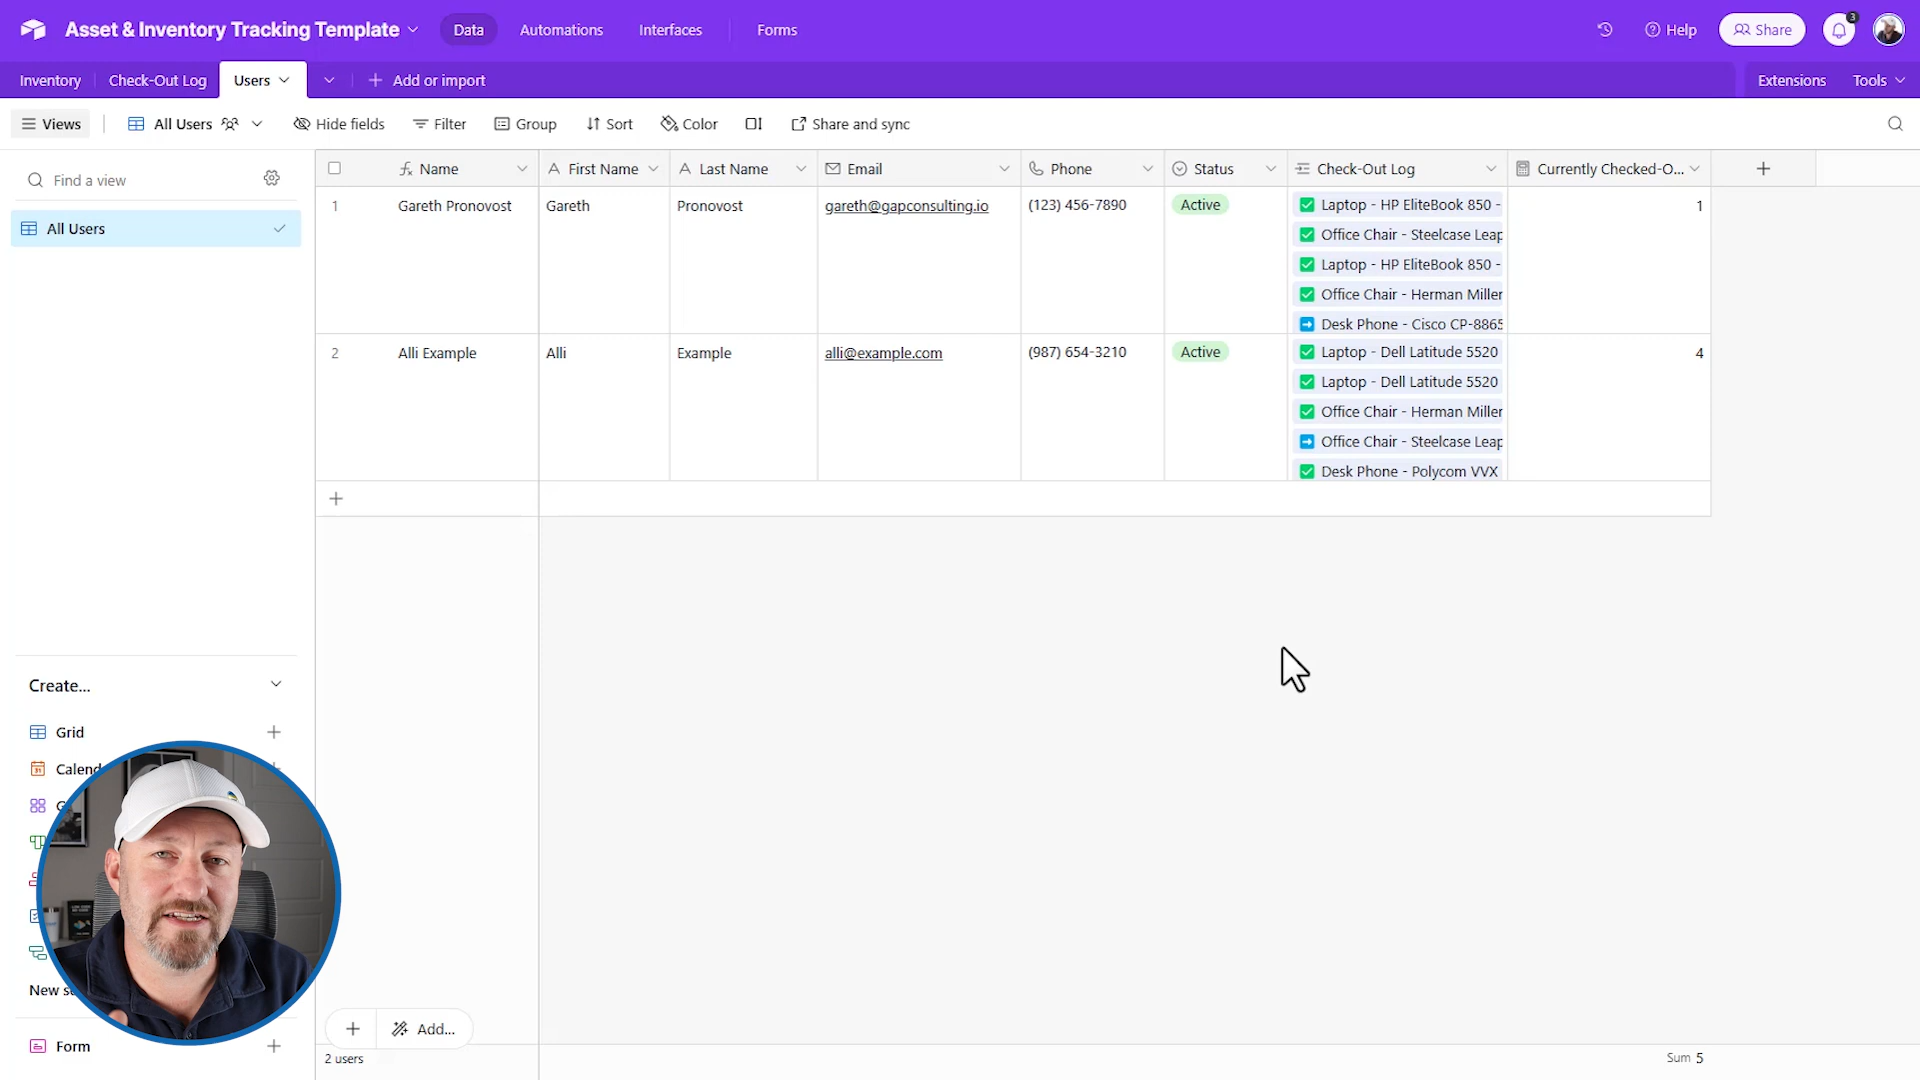 Asset & Inventory Tracking Template
Data
Automations
Interfaces
Forms
Help
Share
3
Inventory
Check-Out Log
Users
Add or import
Extensions
Tools
Views
All Users
Hide fields
Filter
Group
Sort
Color
Share and sync
Find a view
All Users
Name
First Name
Last Name
Email
Phone
Status
Check-Out Log
Currently Checked-O...
1
Gareth Pronovost
Gareth
Pronovost
gareth@gapconsulting.io
(123) 456-7890
Active
Laptop - HP EliteBook 850 -
Office Chair - Steelcase Leap
Laptop - HP EliteBook 850 -
Office Chair - Herman Miller
Desk Phone - Cisco CP-8865
1
2
Alli Example
Alli
Example
alli@example.com
(987) 654-3210
Active
Laptop - Dell Latitude 5520
Laptop - Dell Latitude 5520
Office Chair - Herman Miller
Office Chair - Steelcase Leap
Desk Phone - Polycom VVX
4
Create...
Grid
Calend
G
New s
Form
Add...
2 users
Sum 5